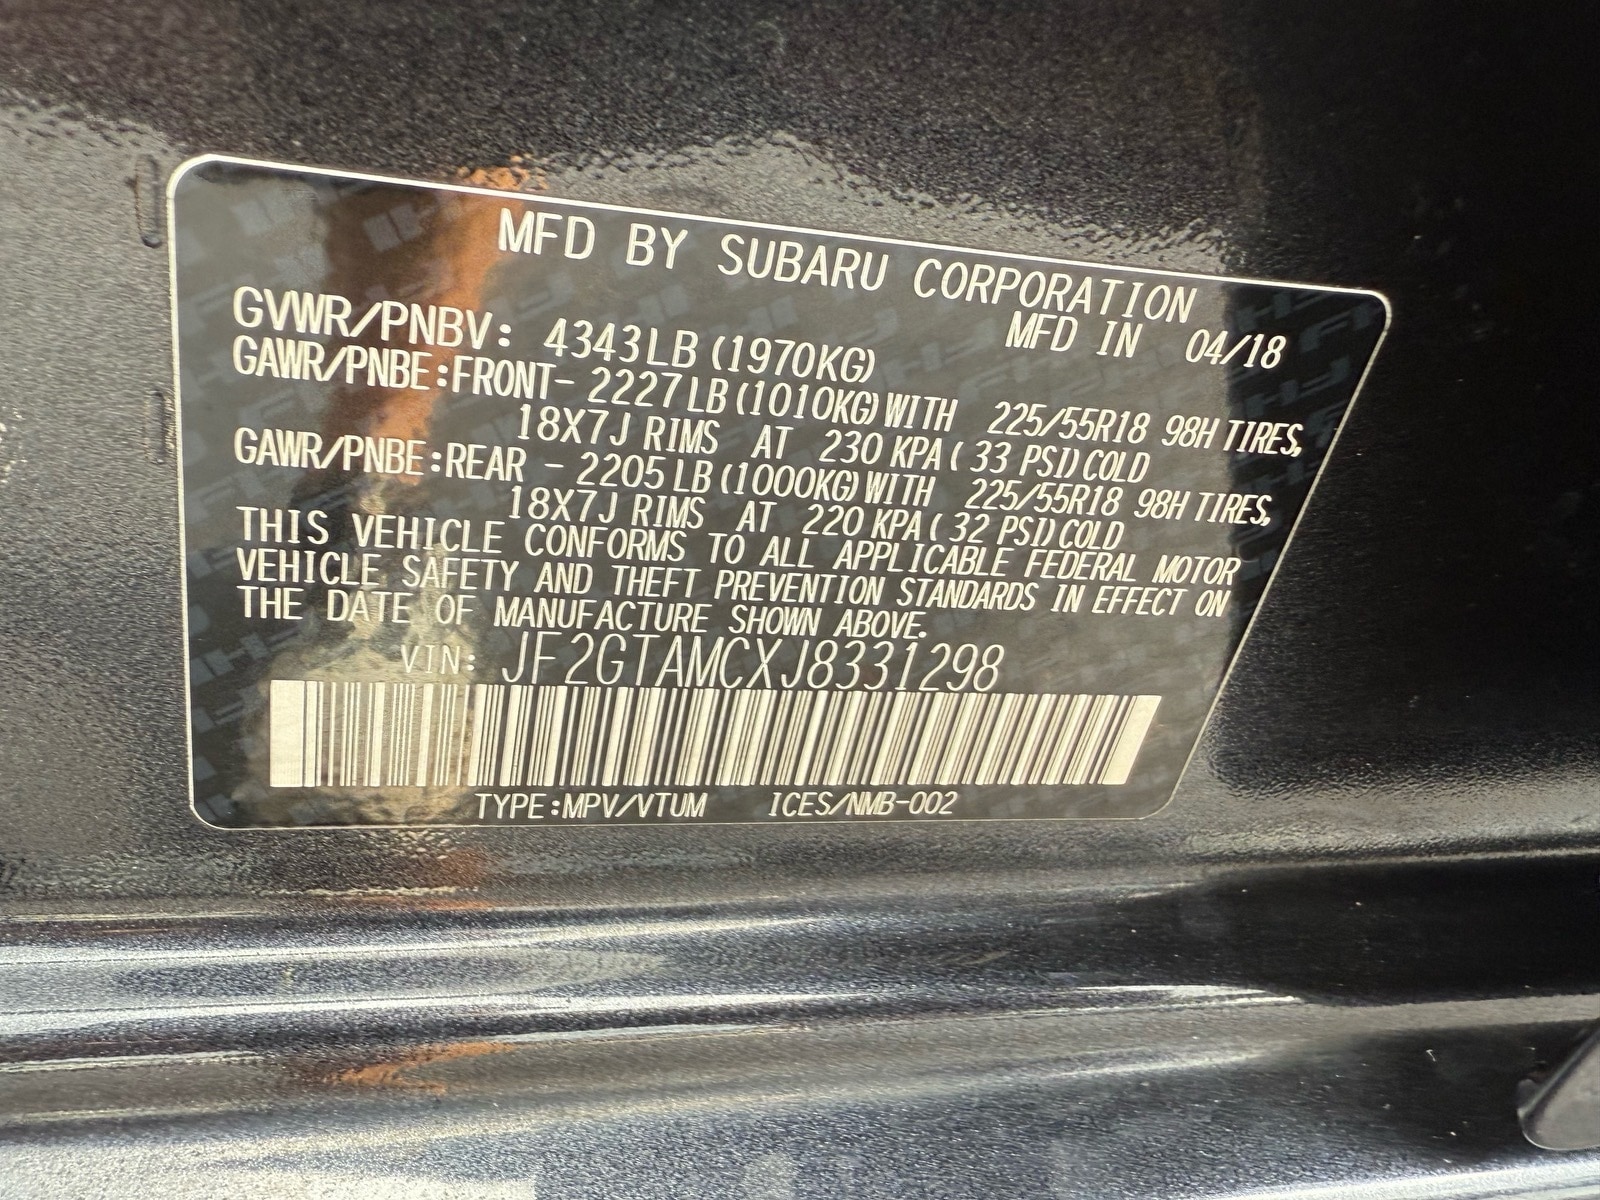 MFD BY SUBARU CORPORATION
MFD IN 04/18
GVWR/PNBV: 4343LB (1970KG)
GAWR/PNBE:FRONT- 2227LB (1010KG) WITH 225/55R18 98H TIRES,
18X7J RIMS AT 230 KPA ( 33 PSI) COLD
GAWR/PNBE:REAR - 2205LB (1000KG) WITH 225/55R18 98H TIRES,
18X7J RIMS AT 220 KPA ( 32 PSI) COLD
THIS VEHICLE CONFORMS TO ALL APPLICABLE FEDERAL MOTOR
VEHICLE SAFETY AND THEFT PREVENTION STANDARDS IN EFFECT ON
THE DATE OF MANUFACTURE SHOWN ABOVE.
VIN: JF2GTAMCXJ8331298
TYPE:MPV/VTUM ICES/NMB-002